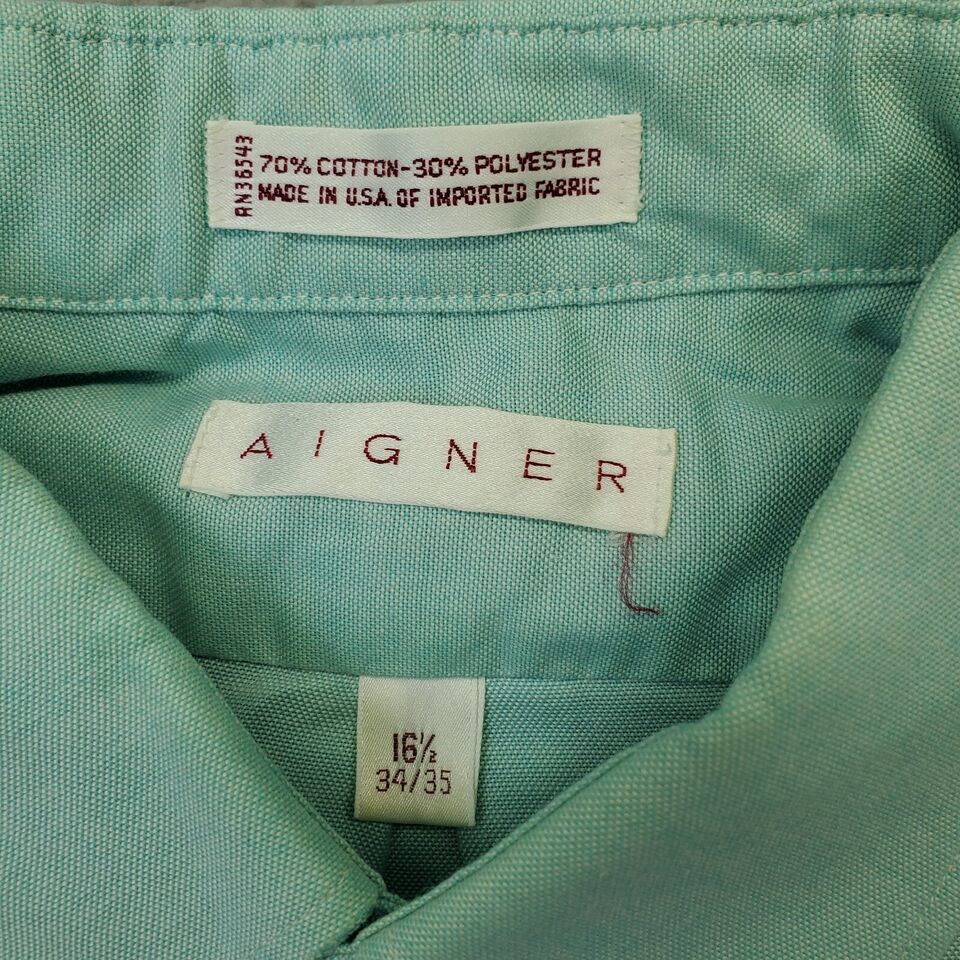 RN36543
70% COTTON-30% POLYESTER
MADE IN U.S.A. OF IMPORTED FABRIC
AIGNER
16½
34/35